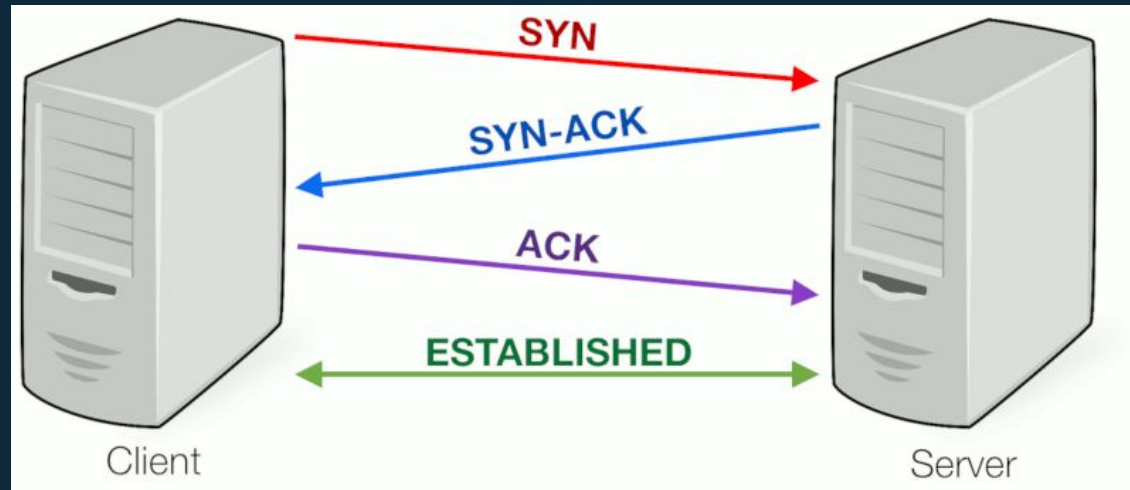 SYN
SYN-ACK
ACK
ESTABLISHED
Client
Server